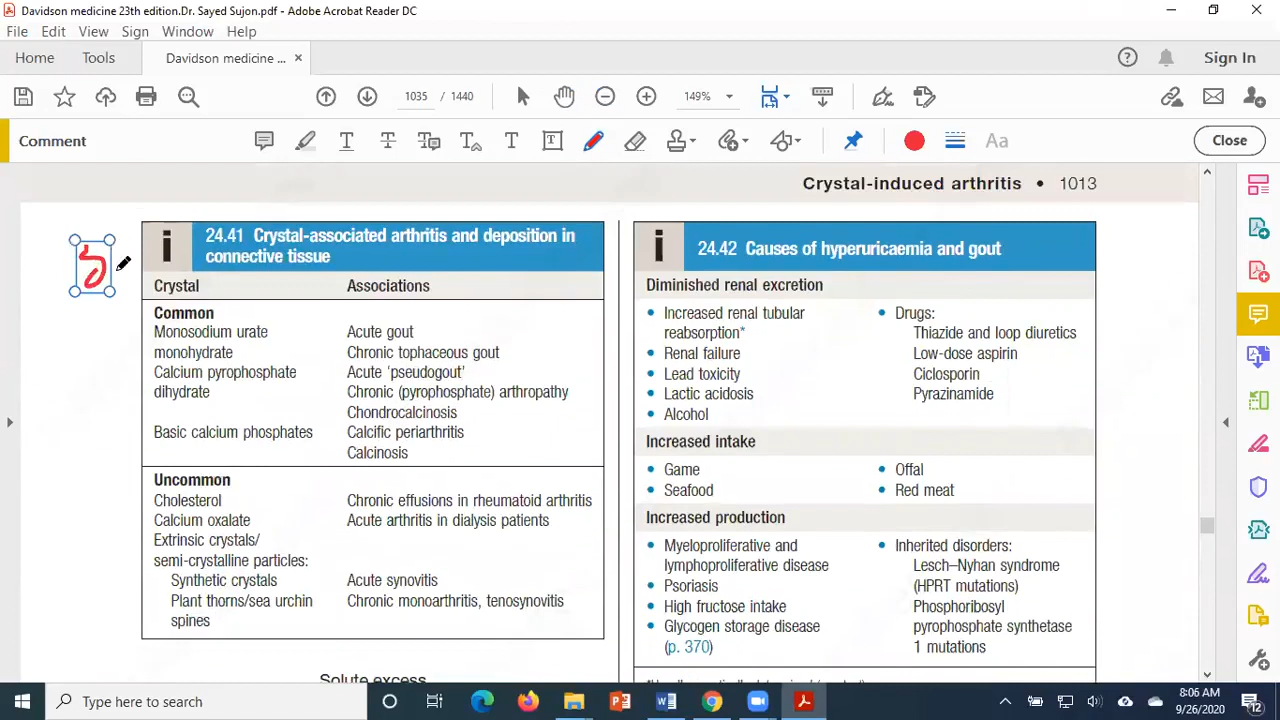 Davidson medicine 23th edition.Dr. Sayed Sujon.pdf - Adobe Acrobat Reader DC
File Edit View Sign Window Help
Home Tools Davidson medicine ... × Sign In
1035 / 1440 149%
Comment Aa Close
Crystal-induced arthritis • 1013
i 24.41 Crystal-associated arthritis and deposition in
connective tissue
Crystal Associations
Common
Monosodium urate Acute gout
monohydrate Chronic tophaceous gout
Calcium pyrophosphate Acute ‘pseudogout’
dihydrate Chronic (pyrophosphate) arthropathy
Chondrocalcinosis
Basic calcium phosphates Calcific periarthritis
Calcinosis
Uncommon
Cholesterol Chronic effusions in rheumatoid arthritis
Calcium oxalate Acute arthritis in dialysis patients
Extrinsic crystals/
semi-crystalline particles:
Synthetic crystals Acute synovitis
Plant thorns/sea urchin Chronic monoarthritis, tenosynovitis
spines
Solute excess
i 24.42 Causes of hyperuricaemia and gout
Diminished renal excretion
• Increased renal tubular
reabsorption*
• Renal failure
• Lead toxicity
• Lactic acidosis
• Alcohol
• Drugs:
Thiazide and loop diuretics
Low-dose aspirin
Ciclosporin
Pyrazinamide
Increased intake
• Game
• Seafood
• Offal
• Red meat
Increased production
• Myeloproliferative and
lymphoproliferative disease
• Psoriasis
• High fructose intake
• Glycogen storage disease
(p. 370)
• Inherited disorders:
Lesch–Nyhan syndrome
(HPRT mutations)
Phosphoribosyl
pyrophosphate synthetase
1 mutations
Type here to search
8:06 AM
9/26/2020
12